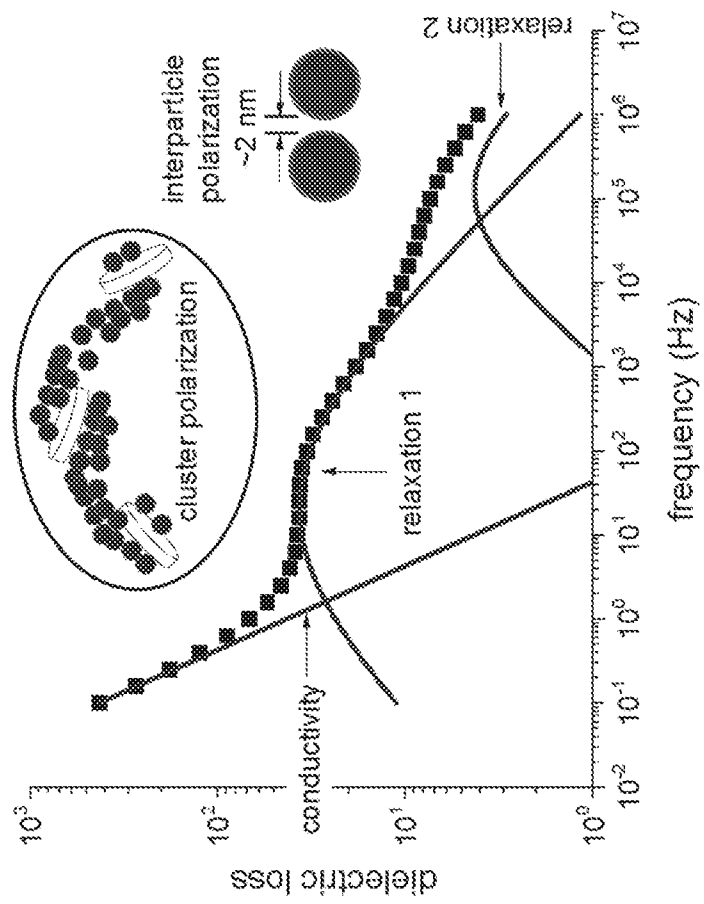 interparticle
polarization
~2 nm
cluster polarization
relaxation 1
relaxation 2
conductivity
dielectric loss
10³
10²
10¹
10⁰
10⁻²
10⁻¹
10⁰
10¹
10²
10³
10⁴
10⁵
10⁶
10⁷
frequency (Hz)